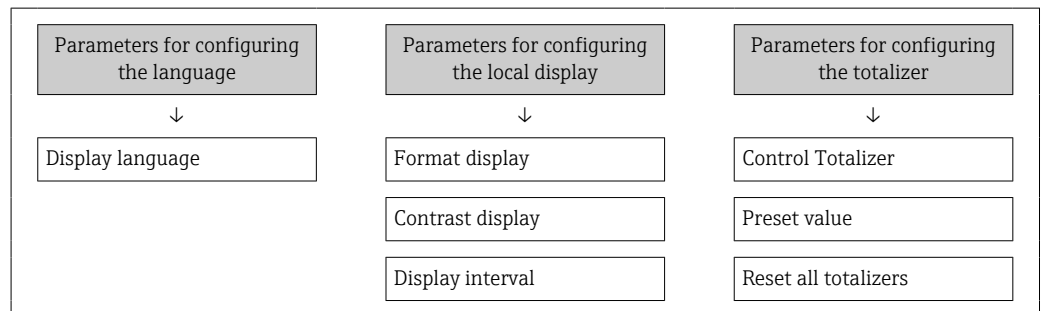 Parameters for configuring
the language
↓
Display language
Parameters for configuring
the local display
↓
Format display
Contrast display
Display interval
Parameters for configuring
the totalizer
↓
Control Totalizer
Preset value
Reset all totalizers